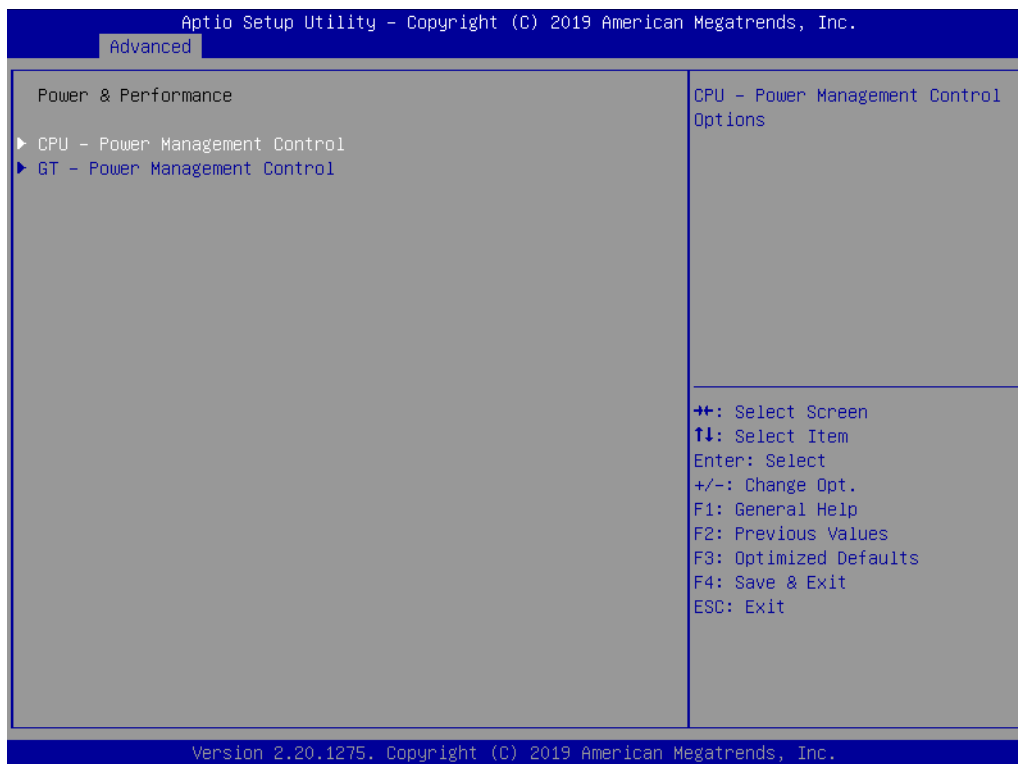 Aptio Setup Utility – Copyright (C) 2019 American Megatrends, Inc.
Advanced
Power & Performance
▶ CPU – Power Management Control
▶ GT – Power Management Control
CPU – Power Management Control
Options
→←: Select Screen
↑↓: Select Item
Enter: Select
+/-: Change Opt.
F1: General Help
F2: Previous Values
F3: Optimized Defaults
F4: Save & Exit
ESC: Exit
Version 2.20.1275. Copyright (C) 2019 American Megatrends, Inc.